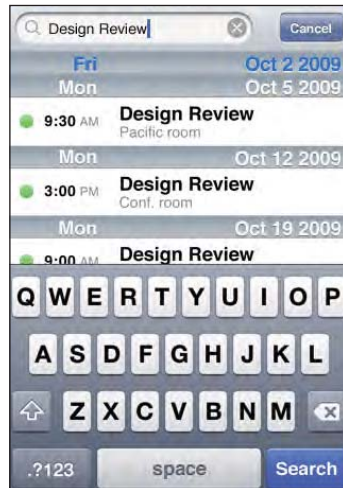 Design Review Cancel
Fri Oct 2 2009
Mon Oct 5 2009
9:30 AM Design Review
Pacific room
Mon Oct 12 2009
3:00 PM Design Review
Conf. room
Mon Oct 19 2009
9:00 AM Design Review
Q W E R T Y U I O P
A S D F G H J K L
Z X C V B N M
.?123 space Search